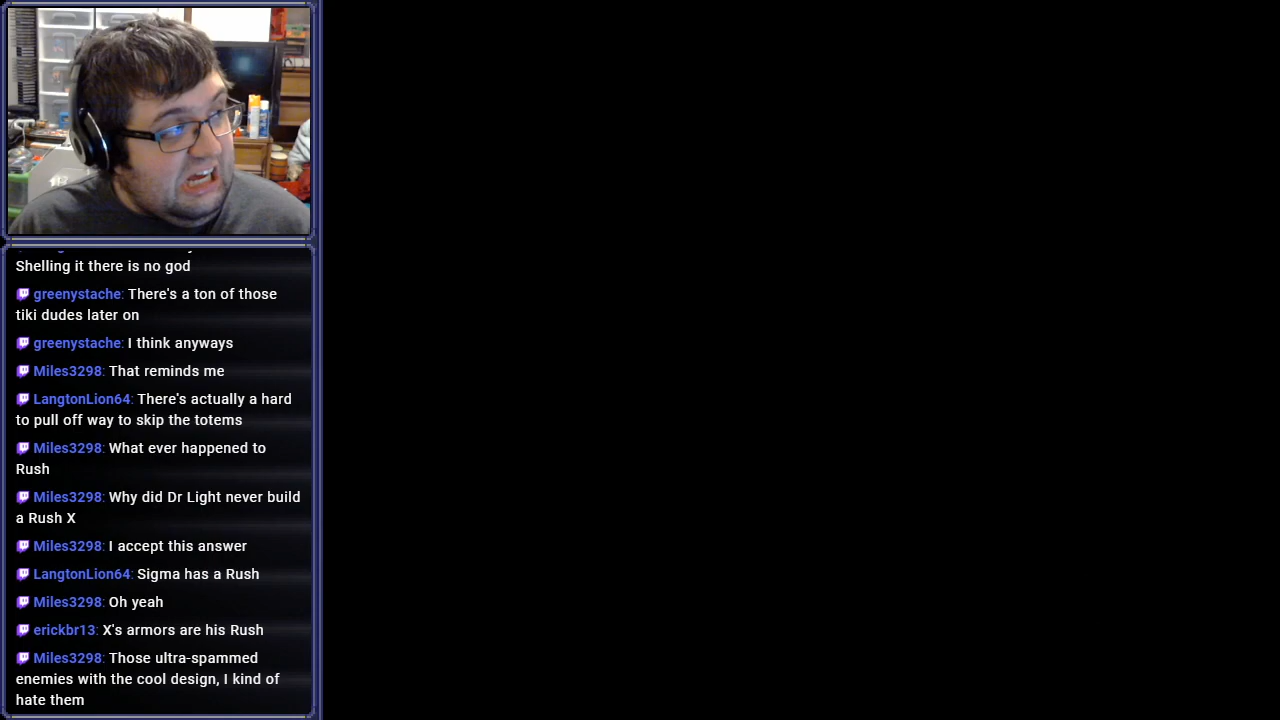 Shelling it there is no god
greenystache: There's a ton of those
tiki dudes later on
greenystache: I think anyways
Miles3298: That reminds me
LangtonLion64: There's actually a hard
to pull off way to skip the totems
Miles3298: What ever happened to
Rush
Miles3298: Why did Dr Light never build
a Rush X
Miles3298: I accept this answer
LangtonLion64: Sigma has a Rush
Miles3298: Oh yeah
erickbr13: X's armors are his Rush
Miles3298: Those ultra-spammed
enemies with the cool design, I kind of
hate them